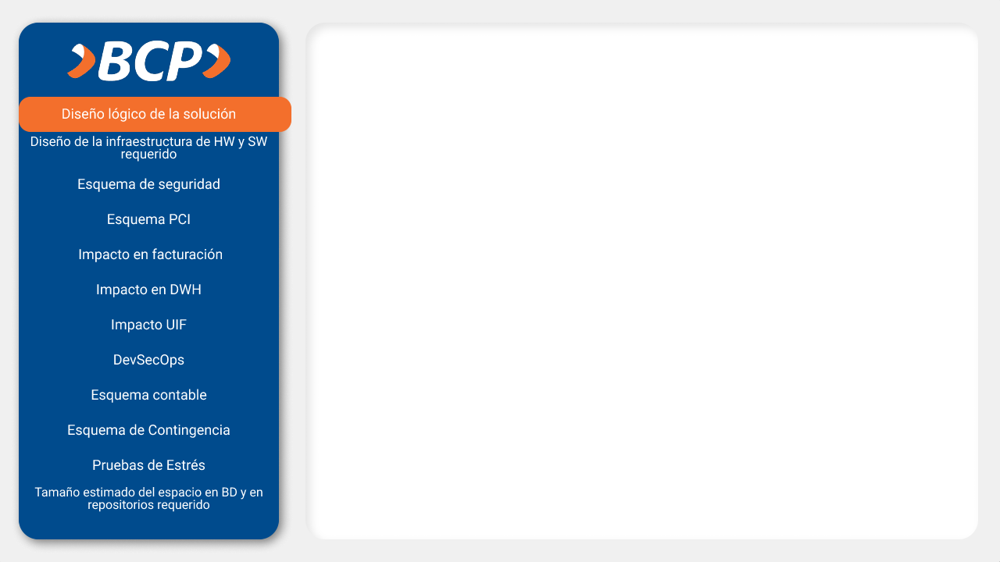 BCP
Diseño lógico de la solución
Diseño de la infraestructura de HW y SW
requerido
Esquema de seguridad
Esquema PCI
Impacto en facturación
Impacto en DWH
Impacto UIF
DevSecOps
Esquema contable
Esquema de Contingencia
Pruebas de Estrés
Tamaño estimado del espacio en BD y en
repositorios requerido